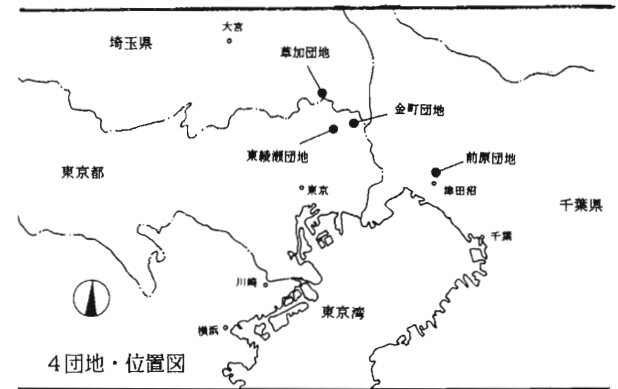 大宮
埼玉県
草加団地
金町団地
東綾瀬団地
前原団地
東京都
東京
津田沼
千葉県
千葉
川崎
東京湾
横浜
4団地・位置図